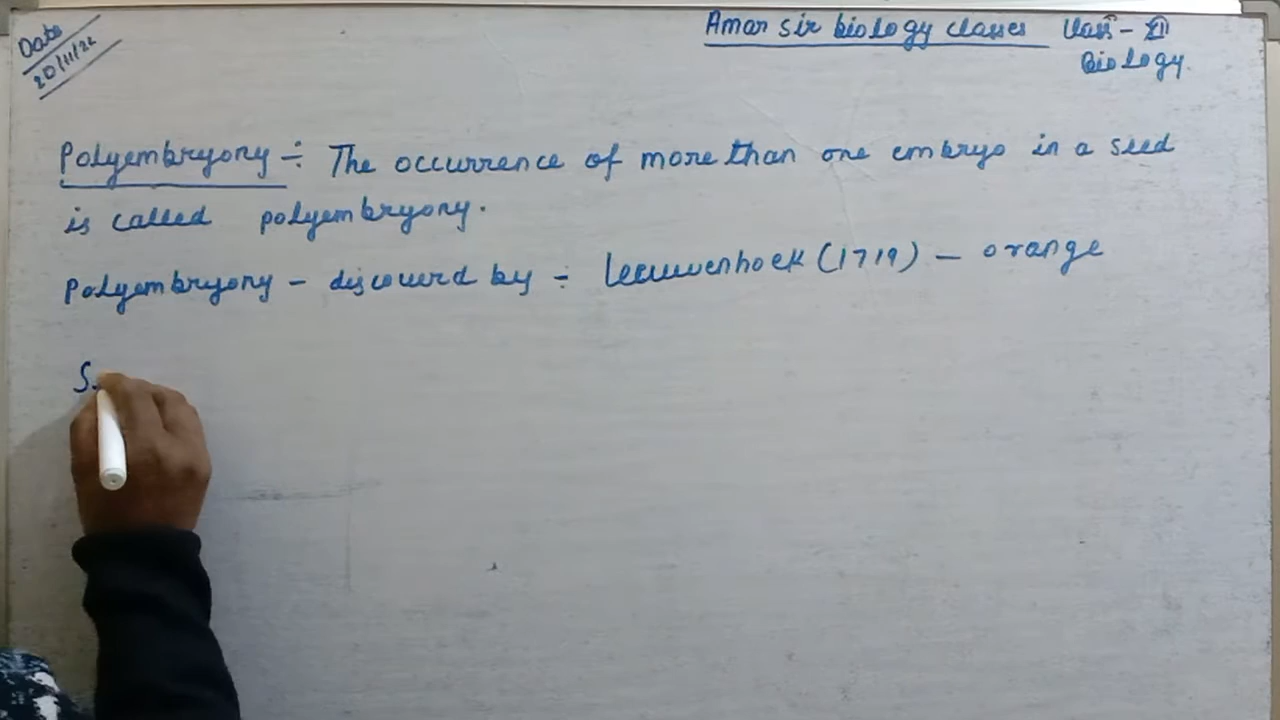 Date
20/11/22
Amar sir biology classes Class - XII
Biology.
Polyembryony ÷ The occurrence of more than one embryo in a seed
is called polyembryony.
Polyembryony - discoverd by ÷ Leeuwenhoek (1719) - orange
S